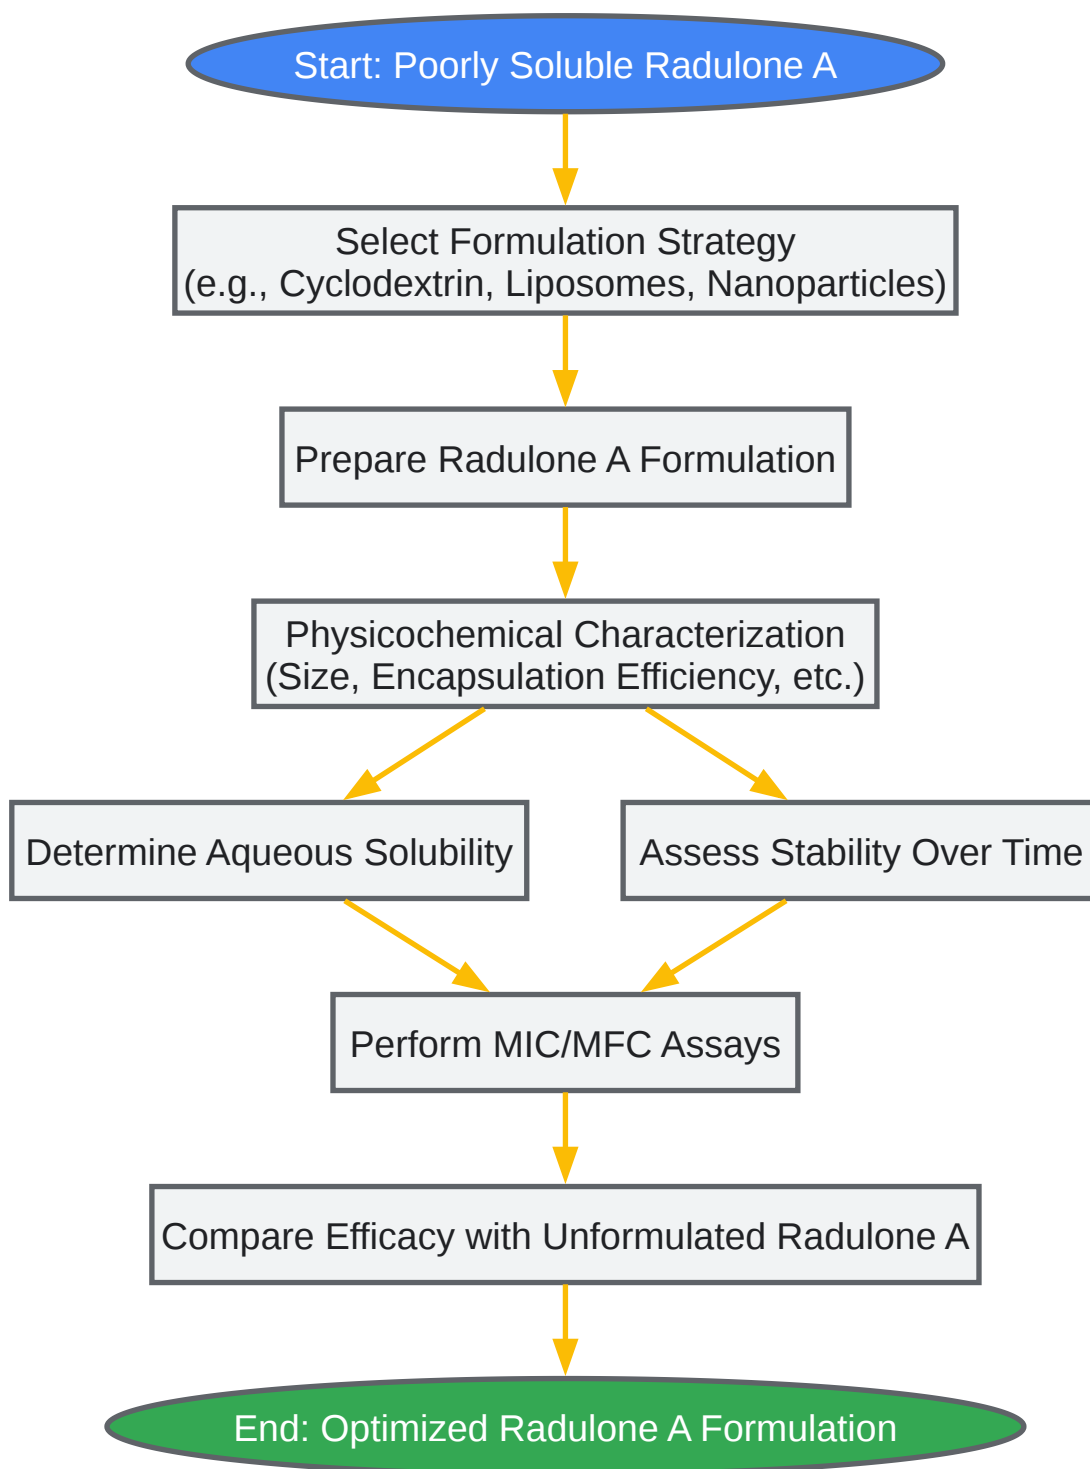 Start: Poorly Soluble Radulone A
Select Formulation Strategy
(e.g., Cyclodextrin, Liposomes, Nanoparticles)
Prepare Radulone A Formulation
Physicochemical Characterization
(Size, Encapsulation Efficiency, etc.)
Determine Aqueous Solubility
Assess Stability Over Time
Perform MIC/MFC Assays
Compare Efficacy with Unformulated Radulone A
End: Optimized Radulone A Formulation